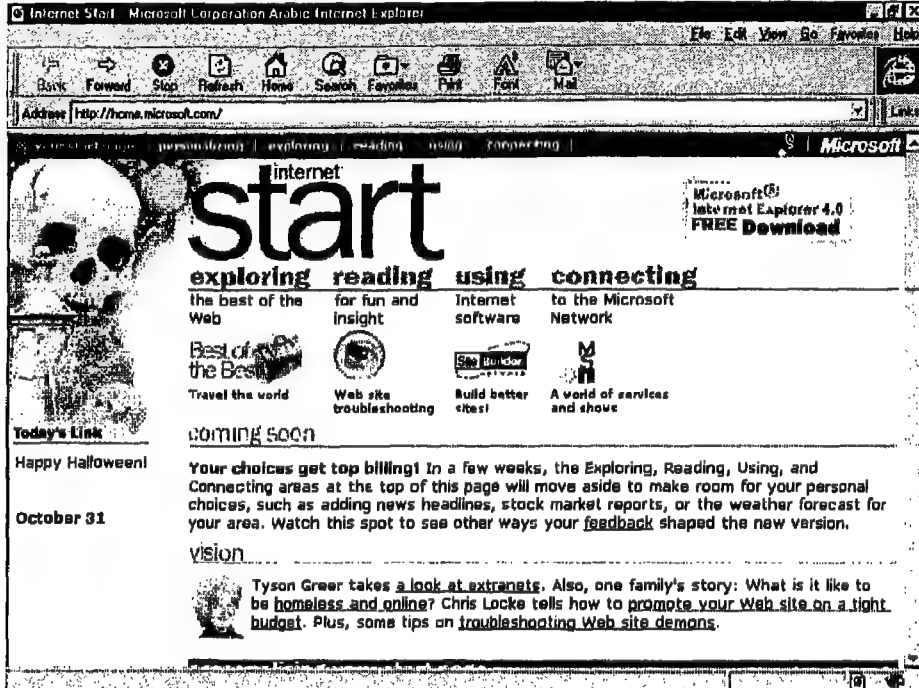 Internet Start - Microsoft Corporation Arabic Internet Explorer
File Edit View Go Favorites Help
Back Forward Stop Refresh Home Search Favorites Print Font Mail
Address http://home.microsoft.com/ Links
personalizing | exploring | reading | using | connecting | Microsoft
internet
start
Microsoft(R)
Internet Explorer 4.0
FREE Download
exploring reading using connecting
the best of the for fun and Internet to the Microsoft
Web insight software Network
Best of
the Best
Site Builder
MSN
Travel the world Web site Build better A world of services
troubleshooting sites! and shows
Today's Link
coming soon
Happy Halloween!
Your choices get top billing! In a few weeks, the Exploring, Reading, Using, and
Connecting areas at the top of this page will move aside to make room for your personal
choices, such as adding news headlines, stock market reports, or the weather forecast for
your area. Watch this spot to see other ways your feedback shaped the new version.
October 31
vision
Tyson Greer takes a look at extranets. Also, one family's story: What is it like to
be homeless and online? Chris Locke tells how to promote your Web site on a tight
budget. Plus, some tips on troubleshooting Web site demons.